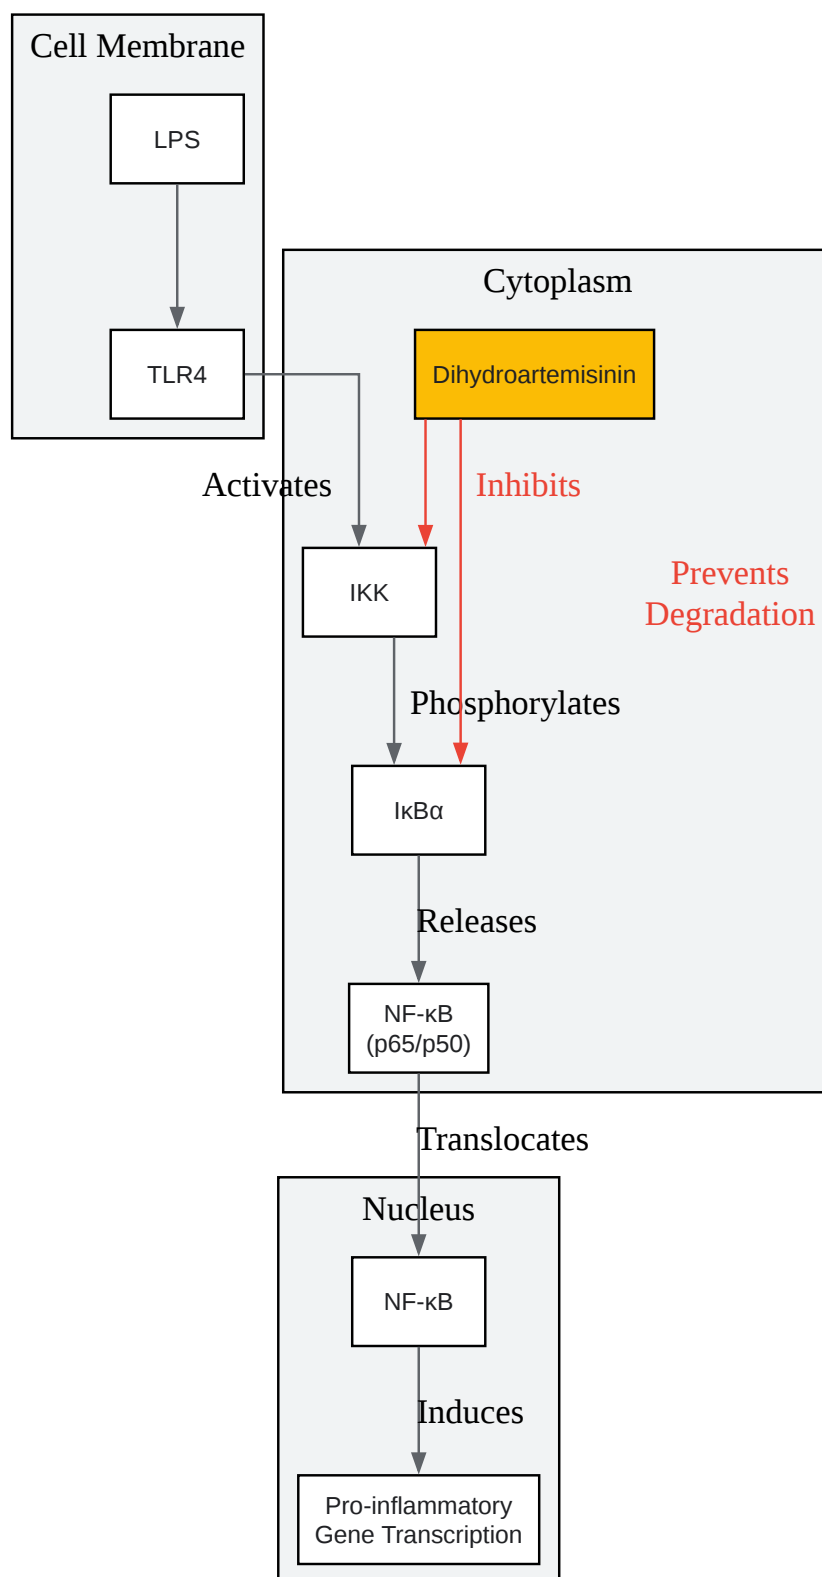 Cell Membrane
LPS
Cytoplasm
TLR4
Dihydroartemisinin
Activates
Inhibits
Prevents
Degradation
IKK
Phosphorylates
IκBα
Releases
NF-κB
(p65/p50)
Translocates
Nucleus
NF-κB
Induces
Pro-inflammatory
Gene Transcription